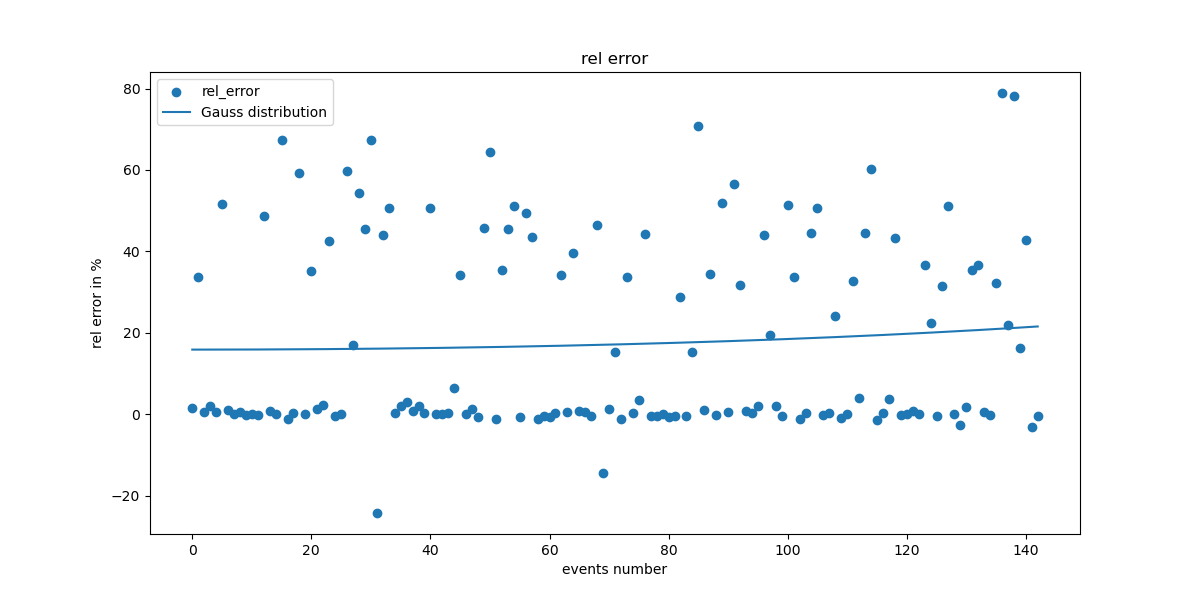 rel error
rel_error
Gauss distribution
80
60
40
20
0
−20
rel error in %
0 20 40 60 80 100 120 140
events number